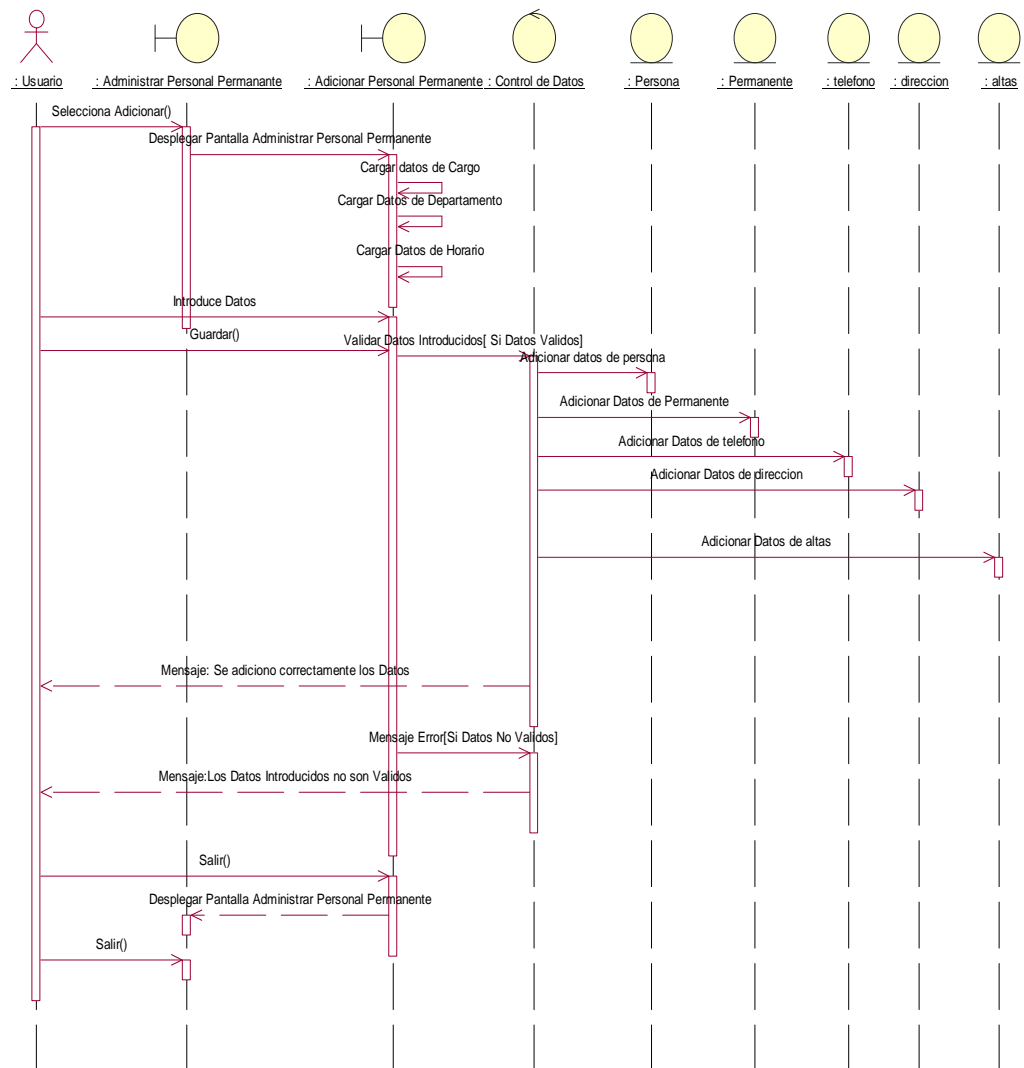 : Usuario
: Administrar Personal Permanante
: Adicionar Personal Permanente
: Control de Datos
: Persona
: Permanente
: telefono
: direccion
: altas
Selecciona Adicionar()
Desplegar Pantalla Administrar Personal Permanente
Cargar datos de Cargo
Cargar Datos de Departamento
Cargar Datos de Horario
Introduce Datos
Guardar()
Validar Datos Introducidos[ Si Datos Validos]
Adicionar datos de persona
Adicionar Datos de Permanente
Adicionar Datos de telefono
Adicionar Datos de direccion
Adicionar Datos de altas
Mensaje: Se adiciono correctamente los Datos
Mensaje Error[Si Datos No Validos]
Mensaje:Los Datos Introducidos no son Validos
Salir()
Desplegar Pantalla Administrar Personal Permanente
Salir()